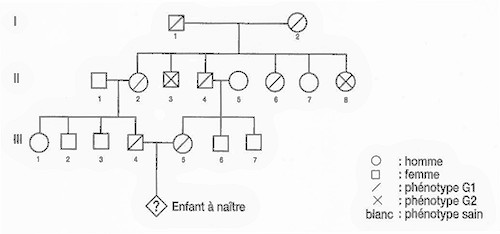 I
1 2
II
1 2 3 4 5 6 7 8
III
1 2 3 4 5 6 7
? Enfant à naître
: homme
: femme
: phénotype G1
: phénotype G2
blanc : phénotype sain